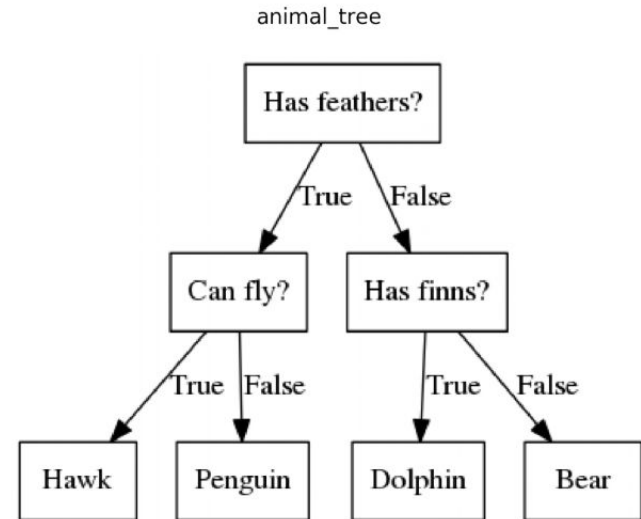 animal_tree
Has feathers?
True False
Can fly? Has finns?
True False True False
Hawk Penguin Dolphin Bear